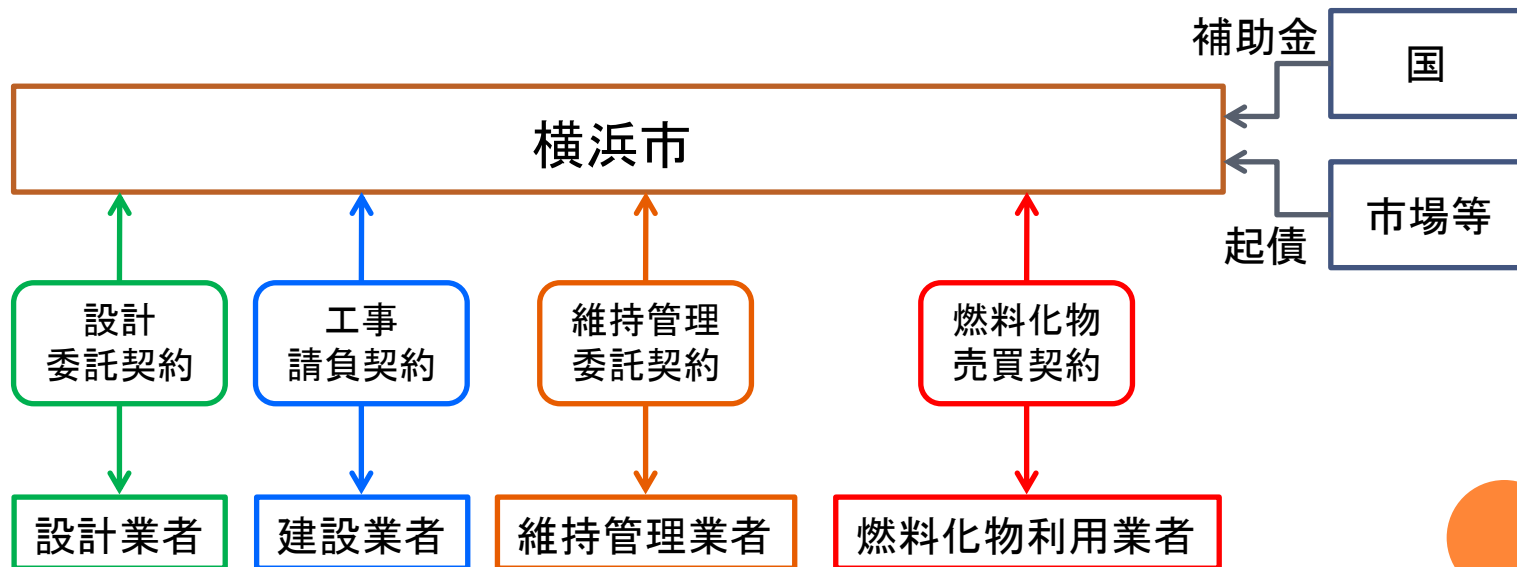 補助金
国
横浜市
市場等
起債
設計
委託契約
工事
請負契約
維持管理
委託契約
燃料化物
売買契約
設計業者
建設業者
維持管理業者
燃料化物利用業者